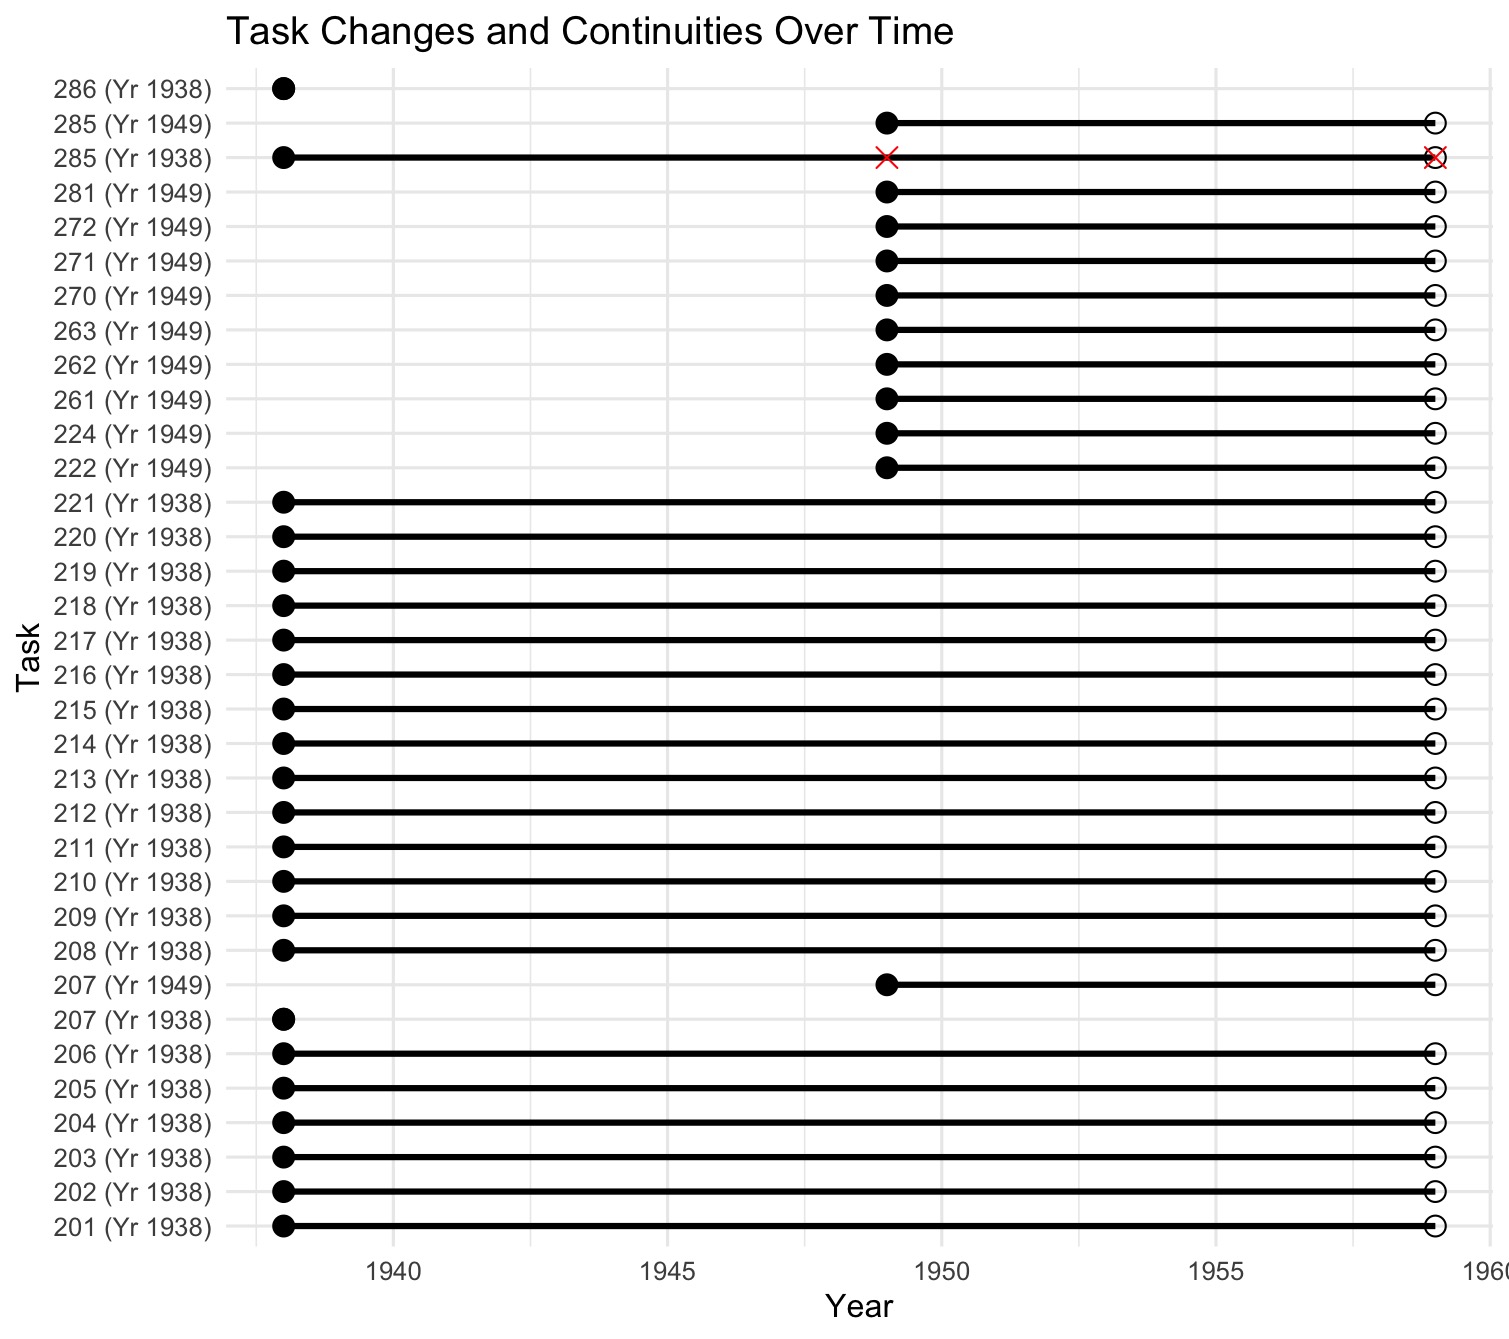 Task Changes and Continuities Over Time
286 (Yr 1938)
285 (Yr 1949)
285 (Yr 1938)
281 (Yr 1949)
272 (Yr 1949)
271 (Yr 1949)
270 (Yr 1949)
263 (Yr 1949)
262 (Yr 1949)
261 (Yr 1949)
224 (Yr 1949)
222 (Yr 1949)
221 (Yr 1938)
220 (Yr 1938)
219 (Yr 1938)
218 (Yr 1938)
217 (Yr 1938)
216 (Yr 1938)
215 (Yr 1938)
214 (Yr 1938)
213 (Yr 1938)
212 (Yr 1938)
211 (Yr 1938)
210 (Yr 1938)
209 (Yr 1938)
208 (Yr 1938)
207 (Yr 1949)
207 (Yr 1938)
206 (Yr 1938)
205 (Yr 1938)
204 (Yr 1938)
203 (Yr 1938)
202 (Yr 1938)
201 (Yr 1938)
Task
1940 1945 1950 1955 1960
Year